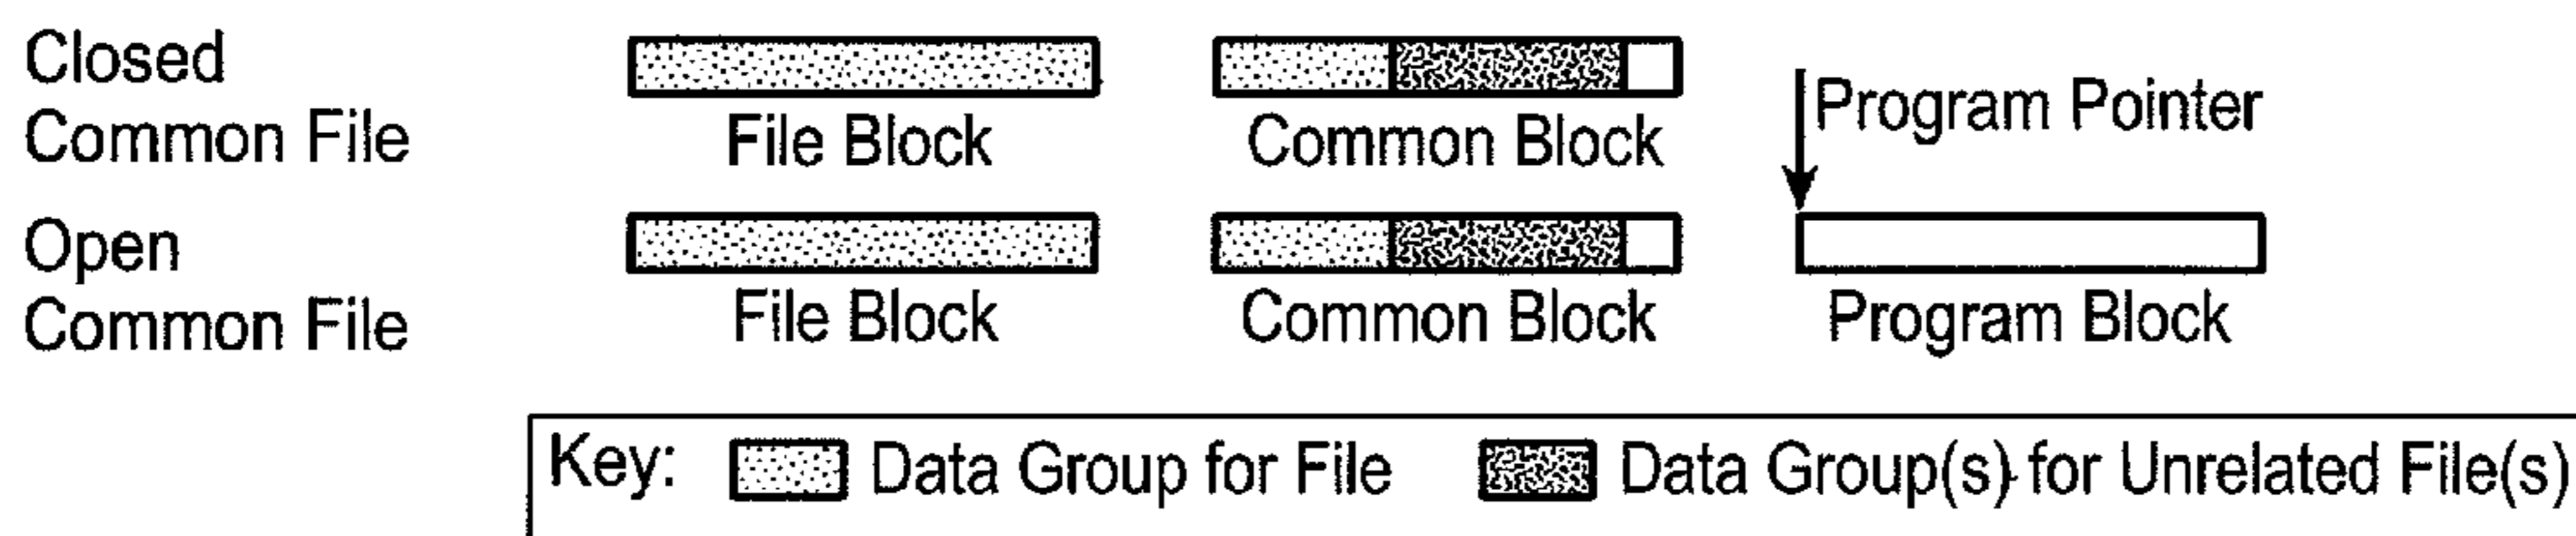 Closed
Common File
File Block
Common Block
Program Pointer
Open
Common File
File Block
Common Block
Program Block
Key: Data Group for File Data Group(s) for Unrelated File(s)